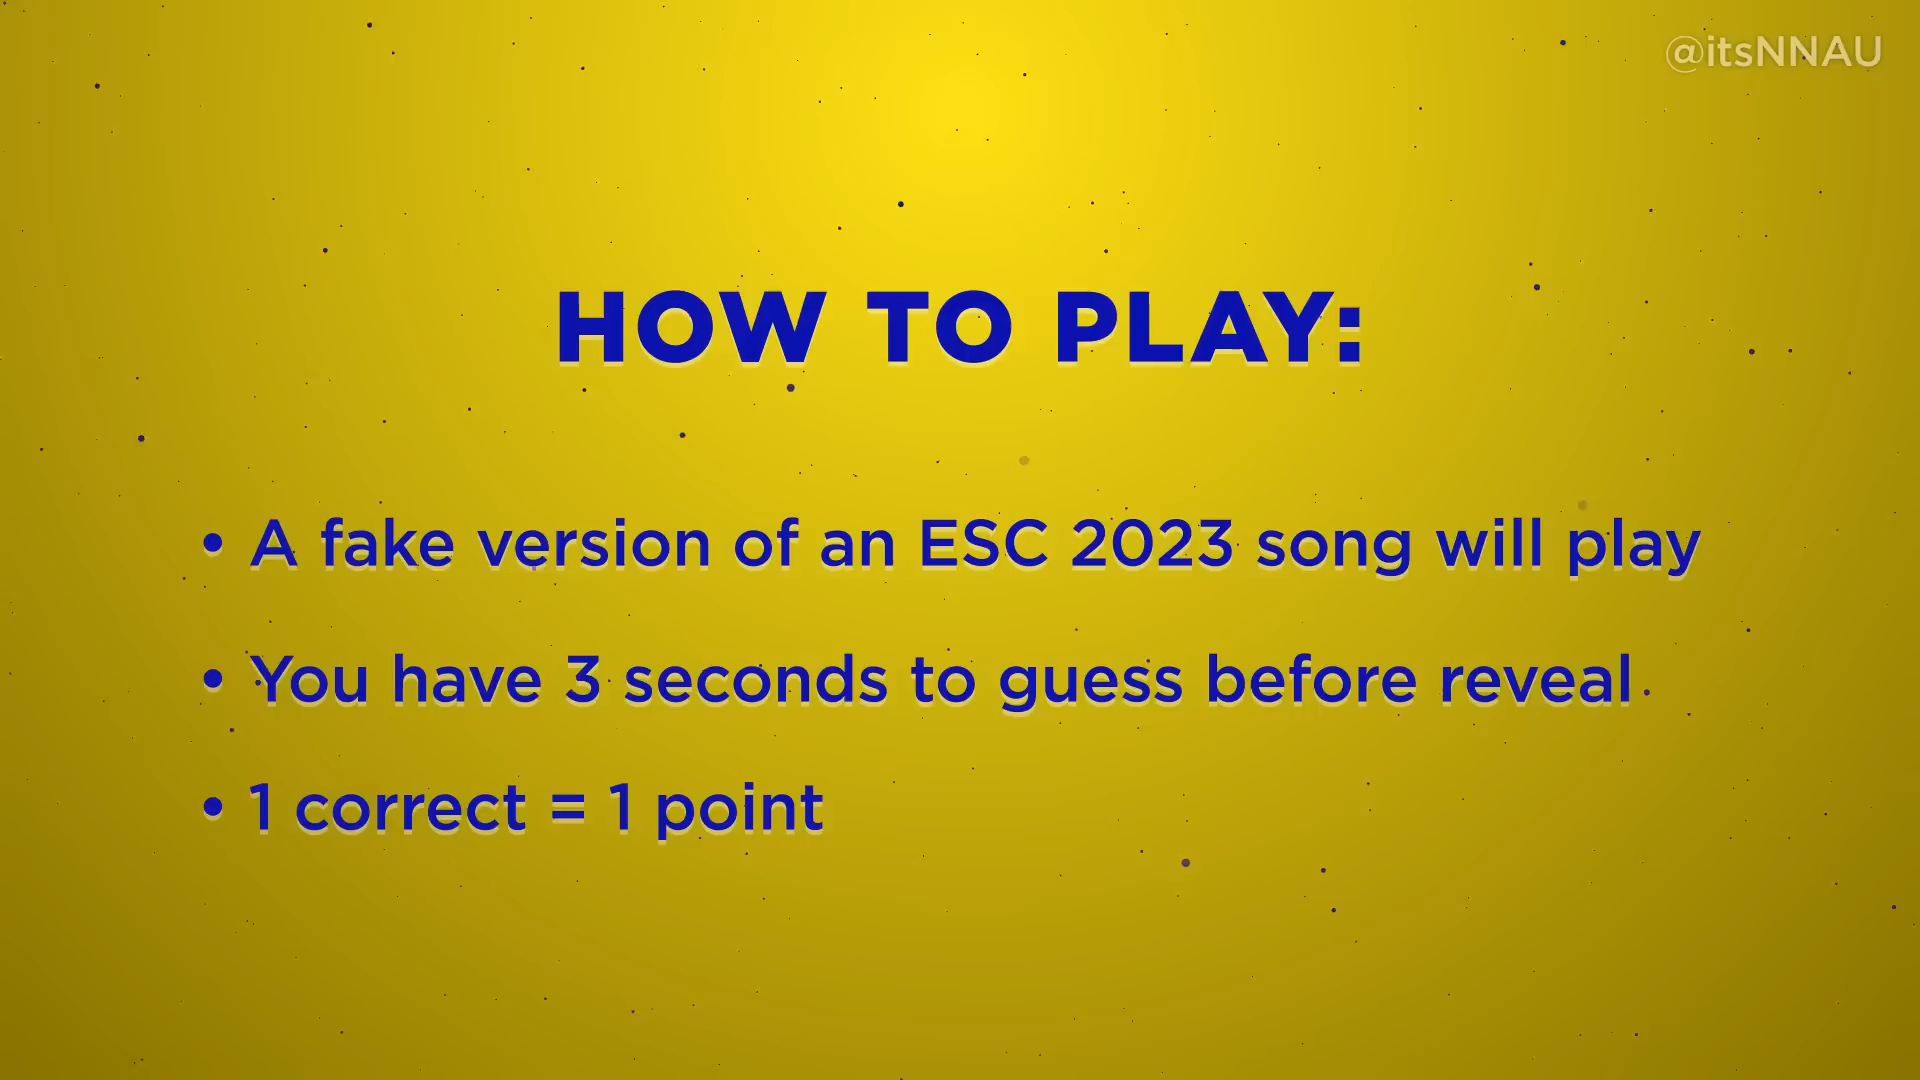 @itsNNAU
HOW TO PLAY:
• A fake version of an ESC 2023 song will play
• You have 3 seconds to guess before reveal
• 1 correct = 1 point